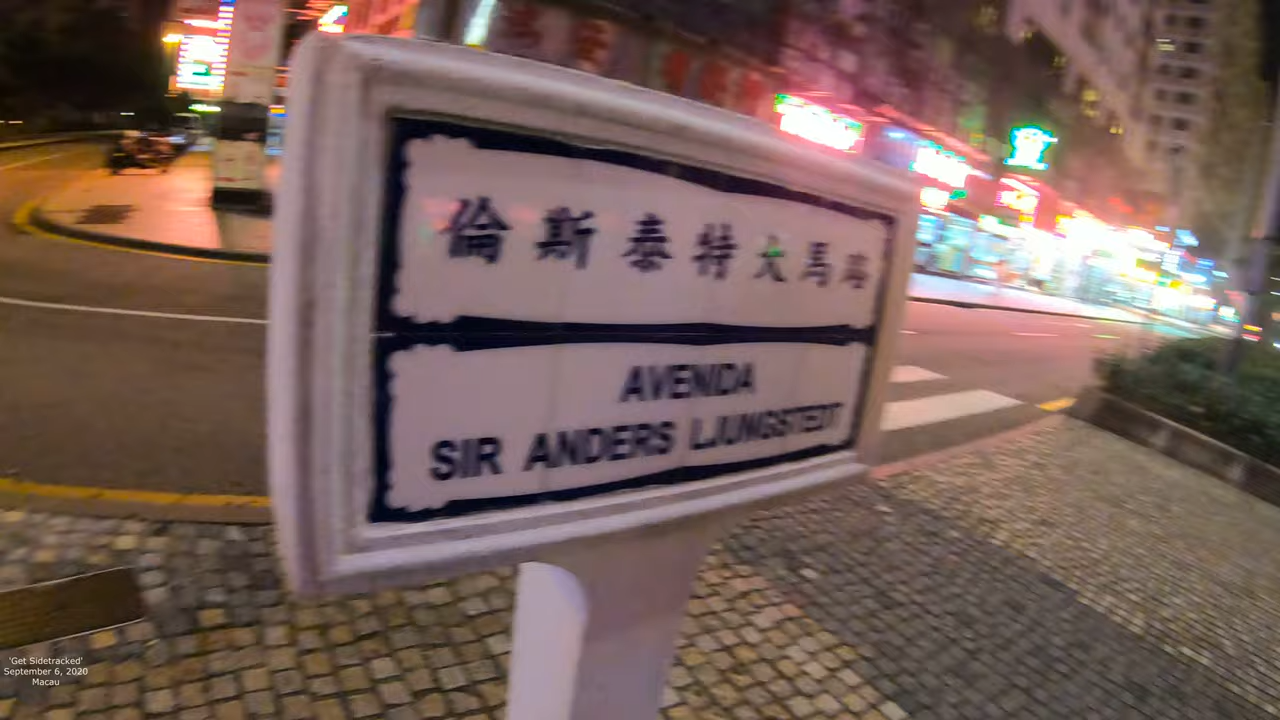 倫斯泰特大馬路
AVENIDA
SIR ANDERS LJUNGSTEDT
'Get Sidetracked'
September 6, 2020
Macau